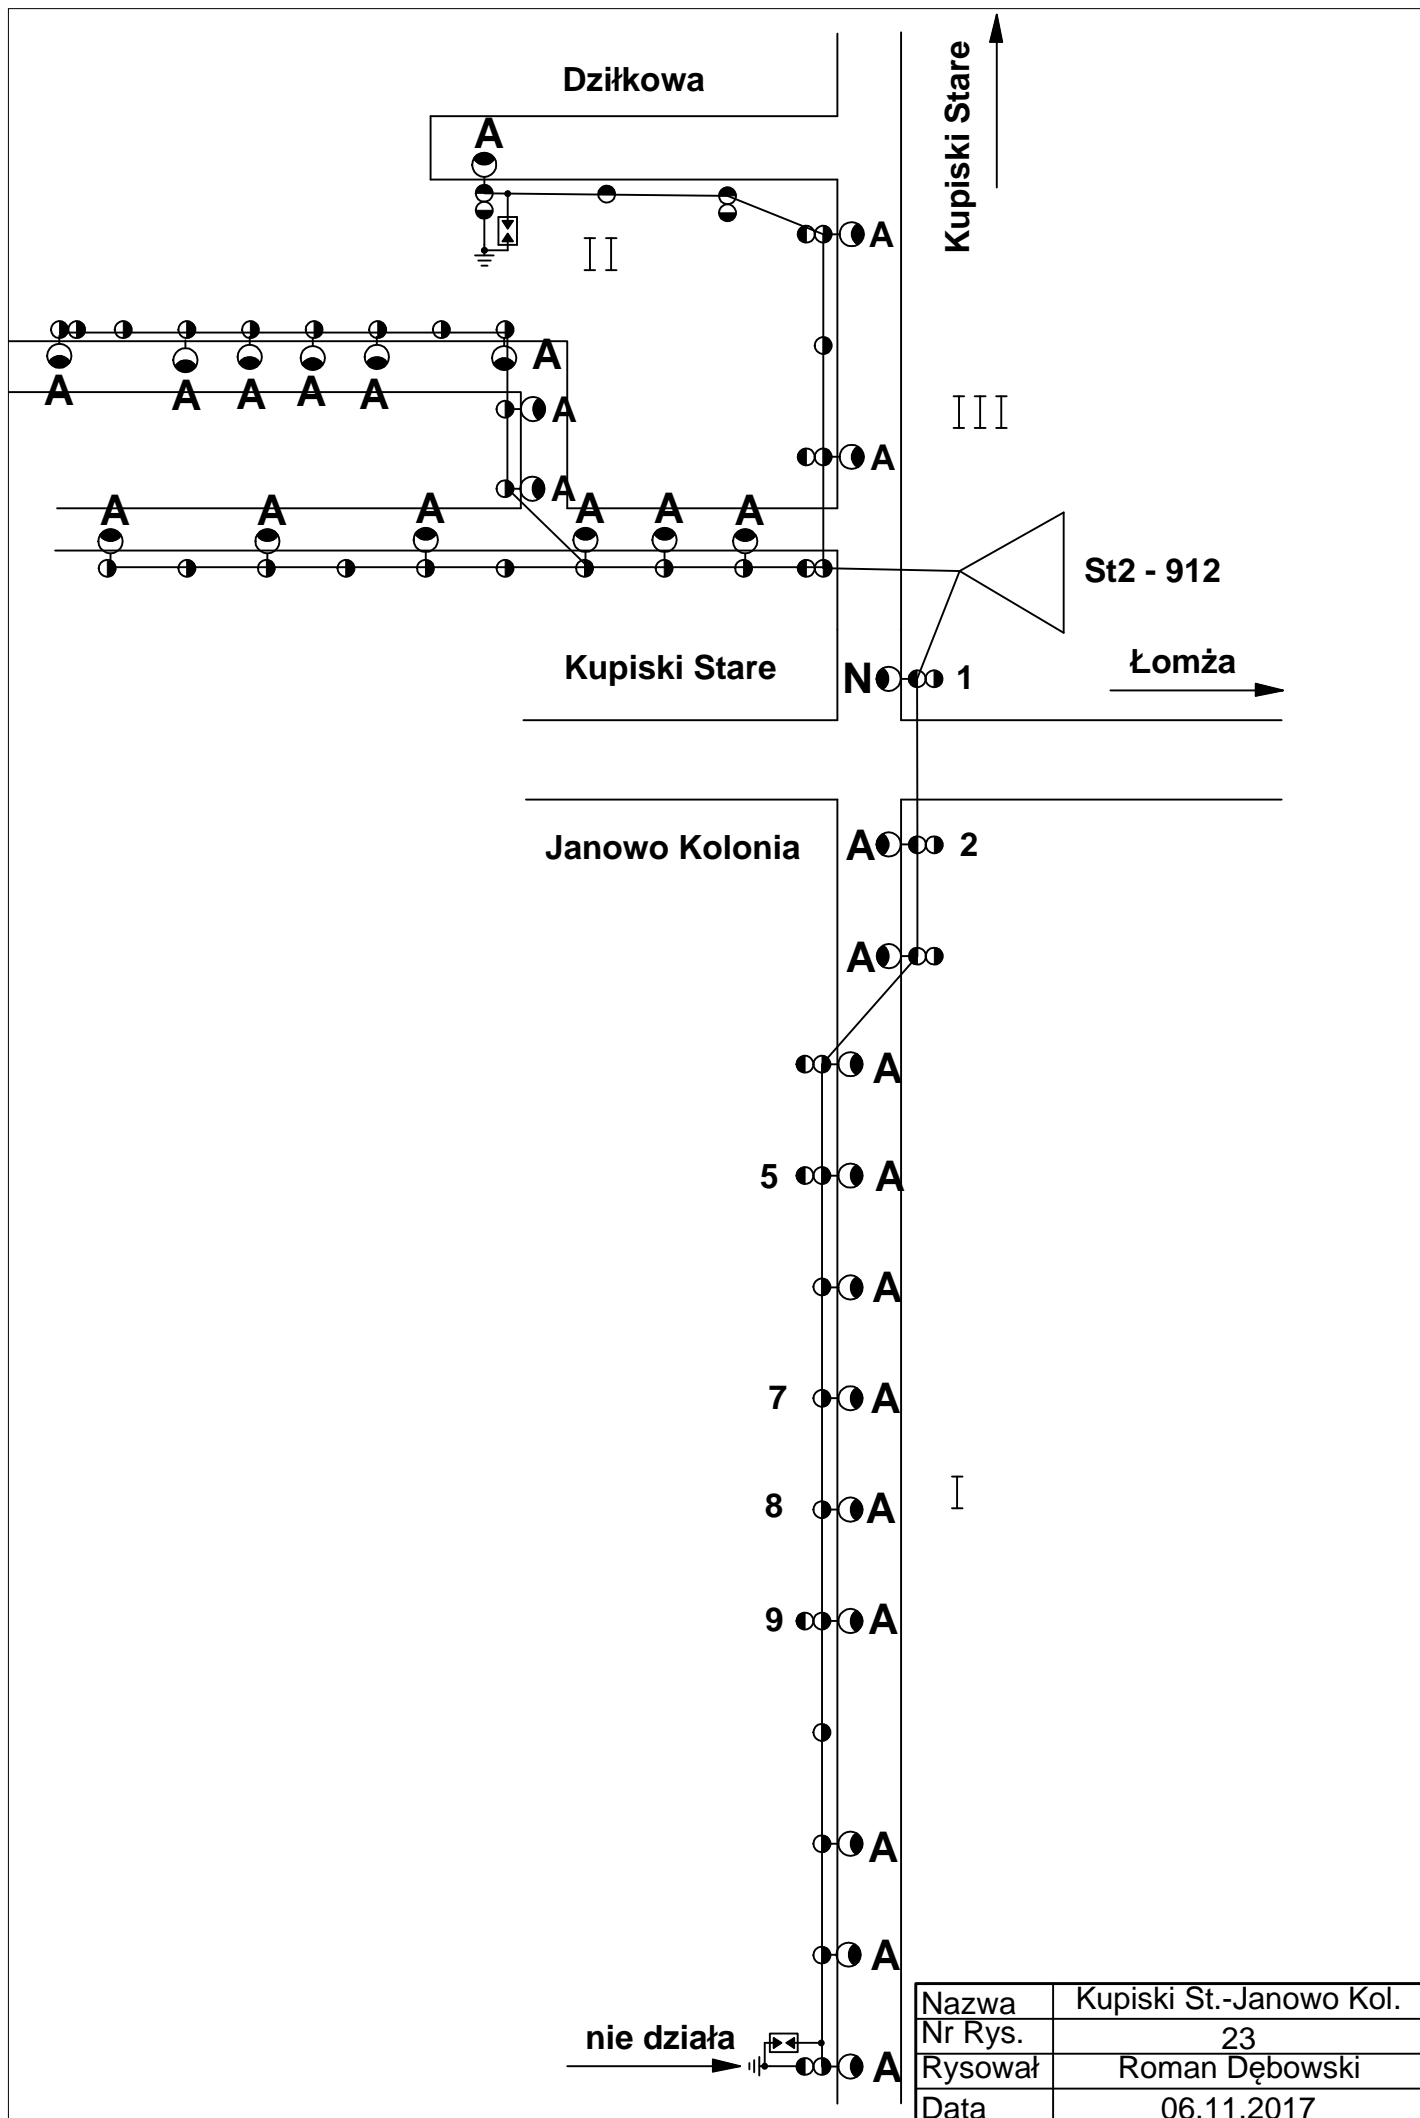 Dziłkowa
Kupiski Stare
A
A
II
A
A
A
A
A
A
A
A
III
A
A
A
A
A
A
A
A
St2 - 912
Kupiski Stare
N
1
Łomża
Janowo Kolonia
A
2
A
A
5
A
A
7
A
8
A
I
9
A
A
A
nie działa
A
Nazwa Kupiski St.-Janowo Kol.
Nr Rys. 23
Rysował Roman Dębowski
Data 06.11.2017